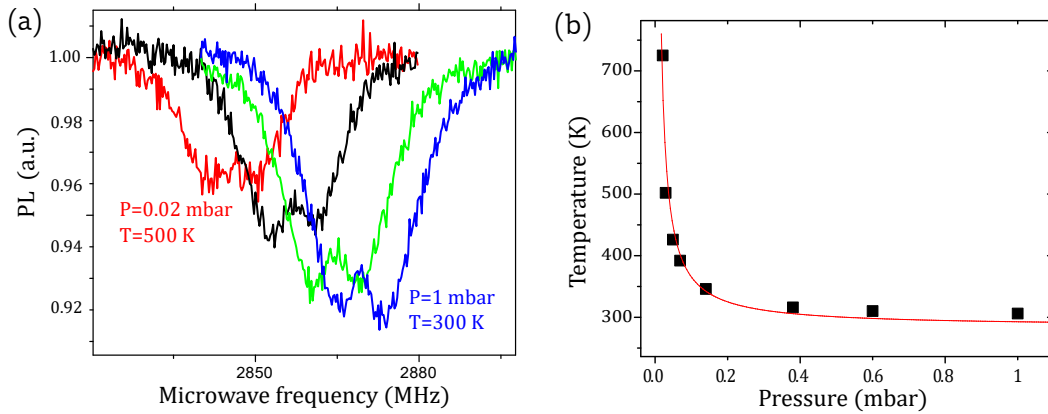 (a)
1.00
0.98
0.96
0.94
0.92
PL (a.u.)
P=0.02 mbar
T=500 K
P=1 mbar
T=300 K
2850
2880
Microwave frequency (MHz)
(b)
700
600
500
400
300
Temperature (K)
0.0
0.2
0.4
0.6
0.8
1
Pressure (mbar)